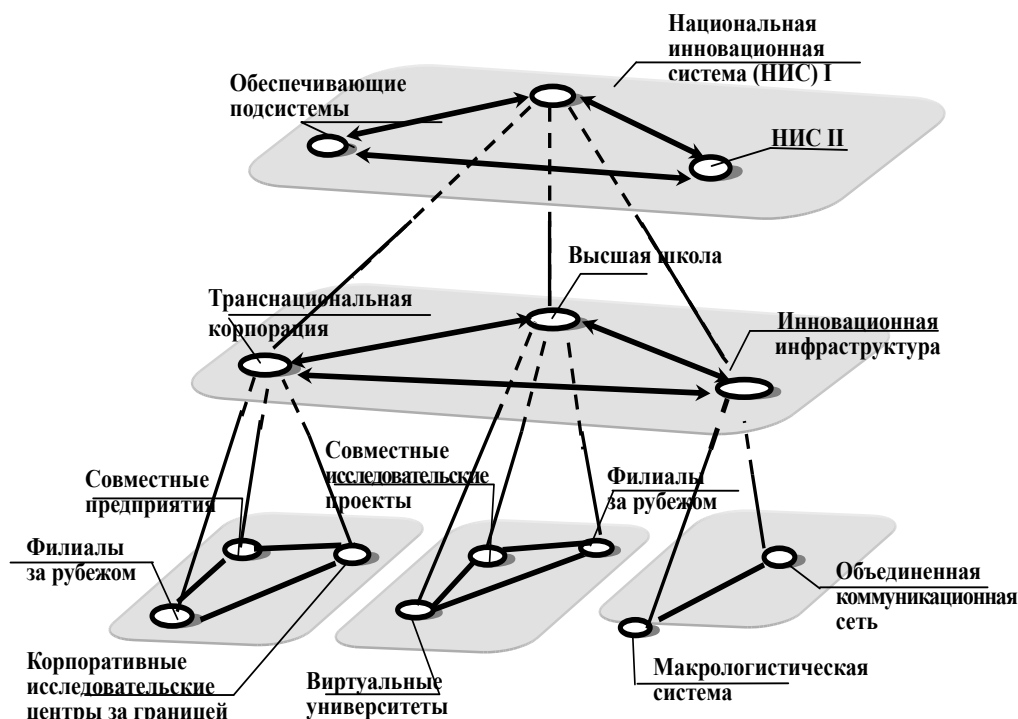 Национальная
инновационная
система (НИС) I
Обеспечивающие
подсистемы
НИС II
Высшая школа
Транснациональная
корпорация
Инновационная
инфраструктура
Совместные
исследовательские
проекты
Совместные
предприятия
Филиалы
за рубежом
Филиалы
за рубежом
Объединенная
коммуникационная
сеть
Корпоративные
исследовательские
центры за границей
Виртуальные
университеты
Макрологистическая
система